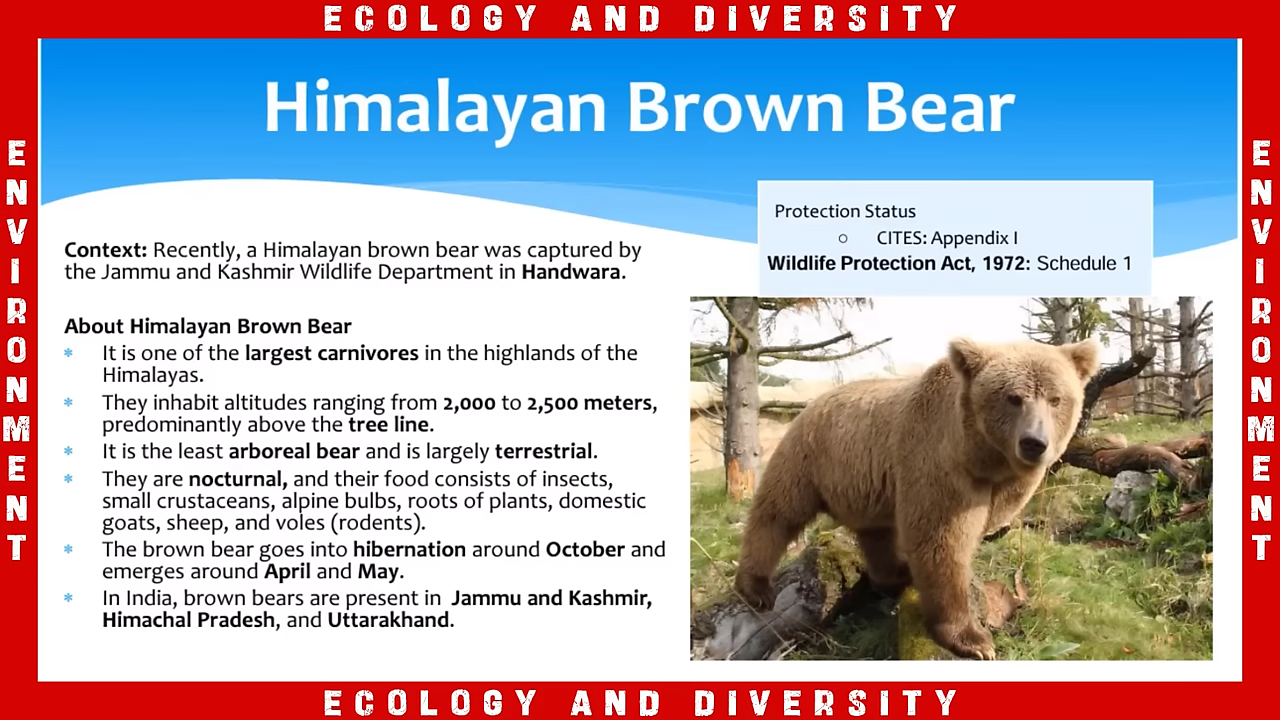 ECOLOGY AND DIVERSITY
Himalayan Brown Bear
Protection Status
○ CITES: Appendix I
Wildlife Protection Act, 1972: Schedule 1
Context: Recently, a Himalayan brown bear was captured by
the Jammu and Kashmir Wildlife Department in Handwara.
About Himalayan Brown Bear
* It is one of the largest carnivores in the highlands of the
Himalayas.
* They inhabit altitudes ranging from 2,000 to 2,500 meters,
predominantly above the tree line.
* It is the least arboreal bear and is largely terrestrial.
* They are nocturnal, and their food consists of insects,
small crustaceans, alpine bulbs, roots of plants, domestic
goats, sheep, and voles (rodents).
* The brown bear goes into hibernation around October and
emerges around April and May.
* In India, brown bears are present in Jammu and Kashmir,
Himachal Pradesh, and Uttarakhand.
ENVIRONMENT
ENVIRONMENT
ECOLOGY AND DIVERSITY